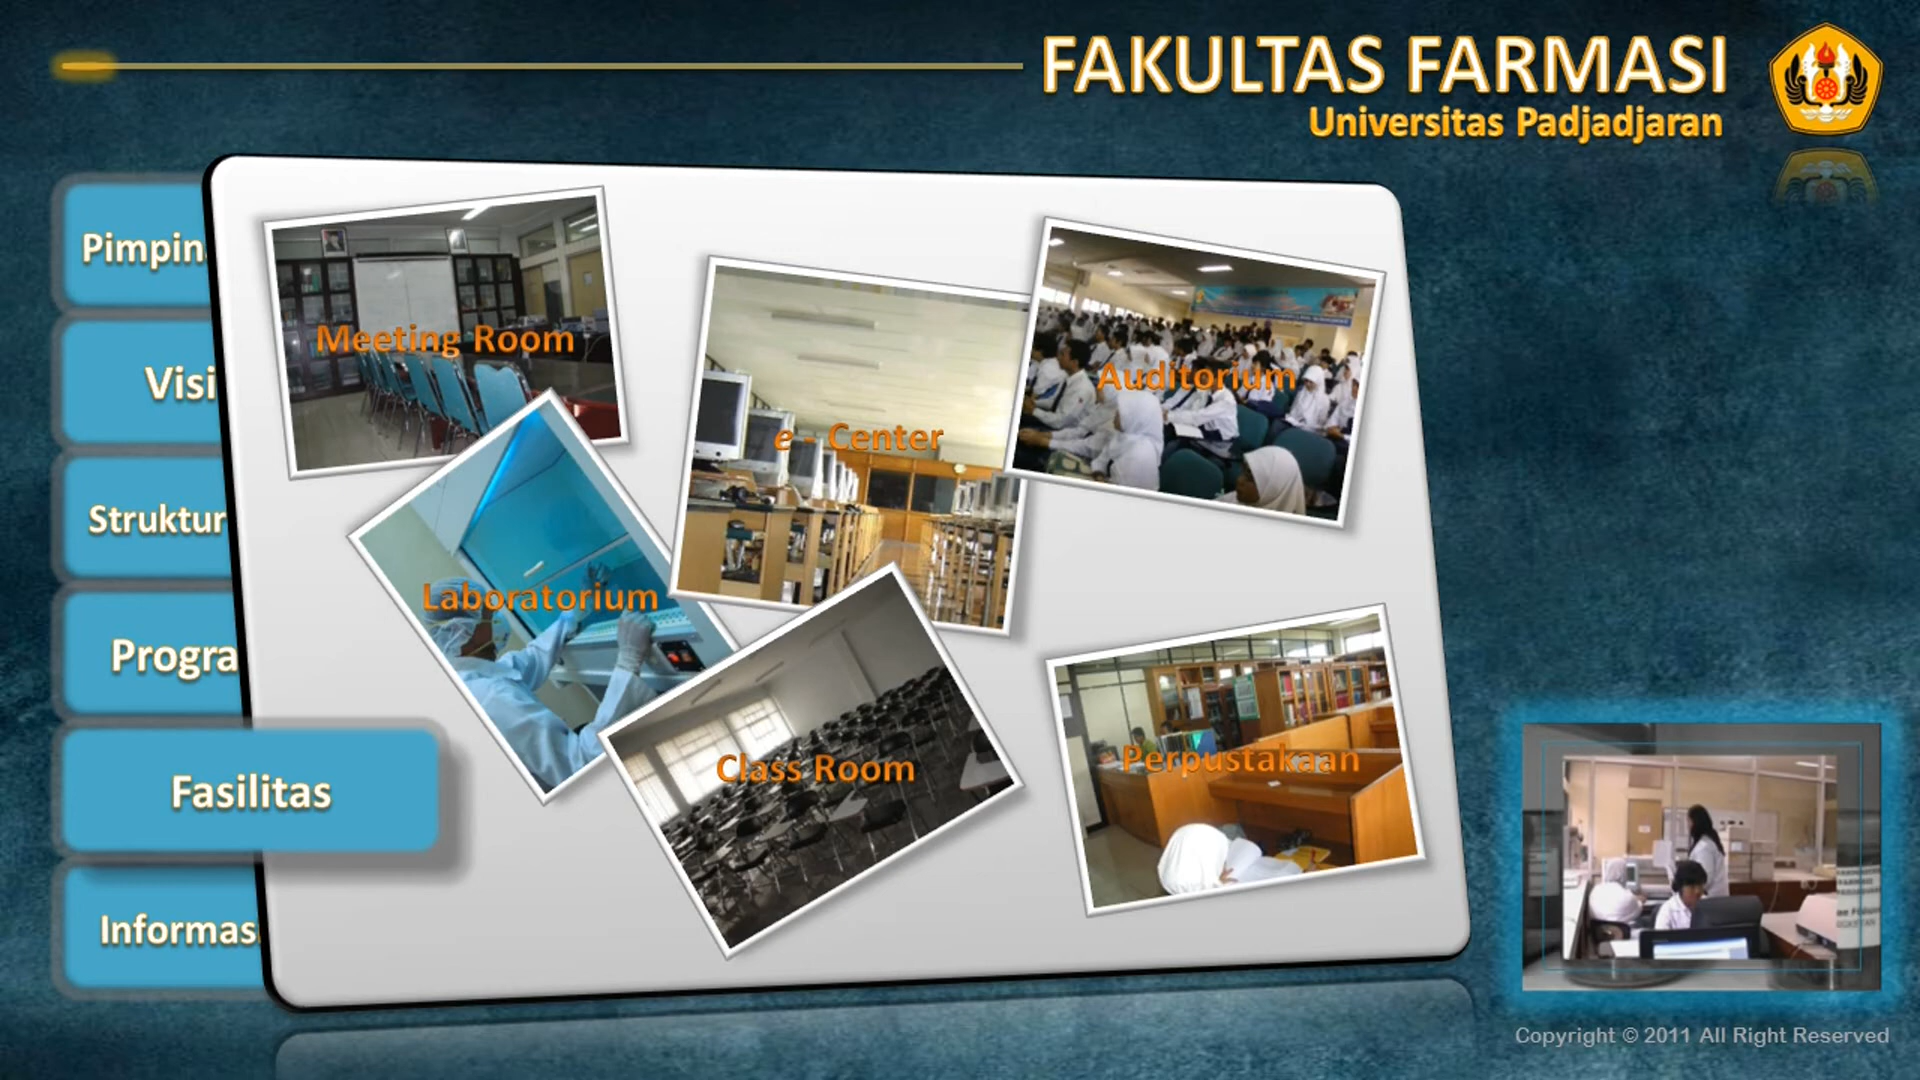 FAKULTAS FARMASI
Universitas Padjadjaran
Pimpin
Visi
Struktur
Progra
Fasilitas
Informas
Meeting Room
e - Center
Auditorium
Laboratorium
Class Room
Perpustakaan
Copyright © 2011 All Right Reserved